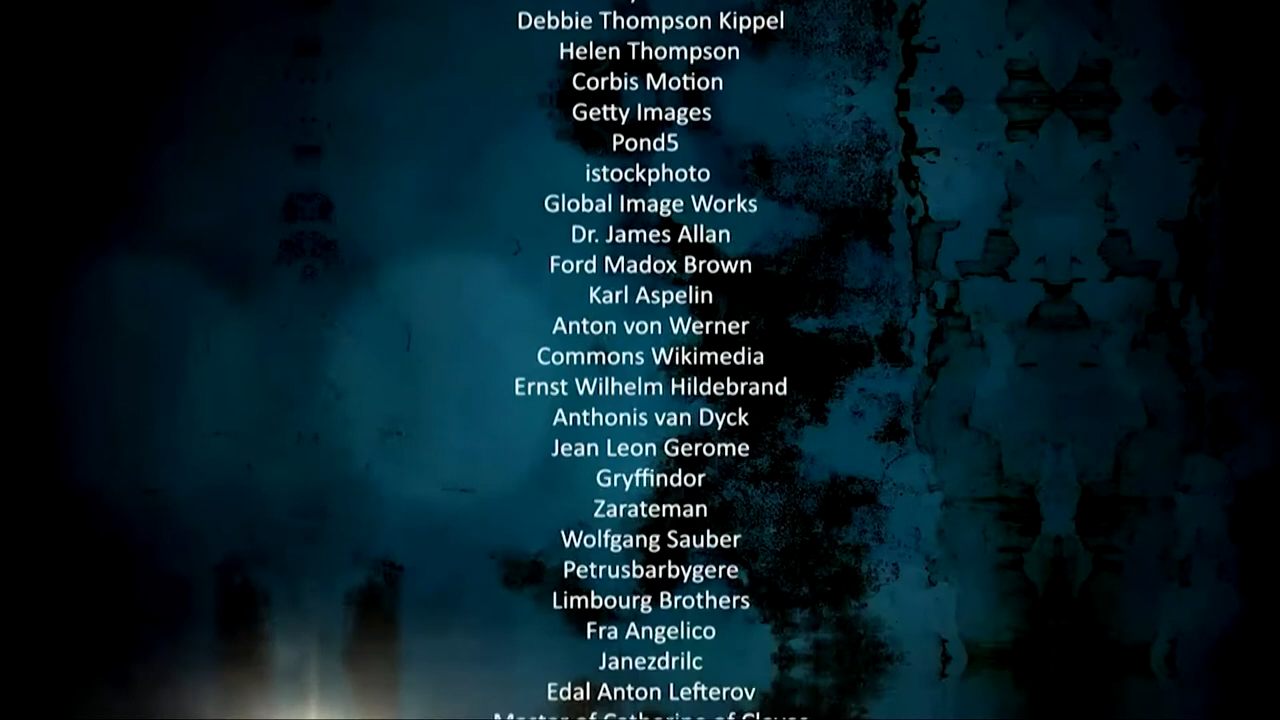 Debbie Thompson Kippel
Helen Thompson
Corbis Motion
Getty Images
Pond5
istockphoto
Global Image Works
Dr. James Allan
Ford Madox Brown
Karl Aspelin
Anton von Werner
Commons Wikimedia
Ernst Wilhelm Hildebrand
Anthonis van Dyck
Jean Leon Gerome
Gryffindor
Zarateman
Wolfgang Sauber
Petrusbarbygere
Limbourg Brothers
Fra Angelico
Janezdrilc
Edal Anton Lefterov